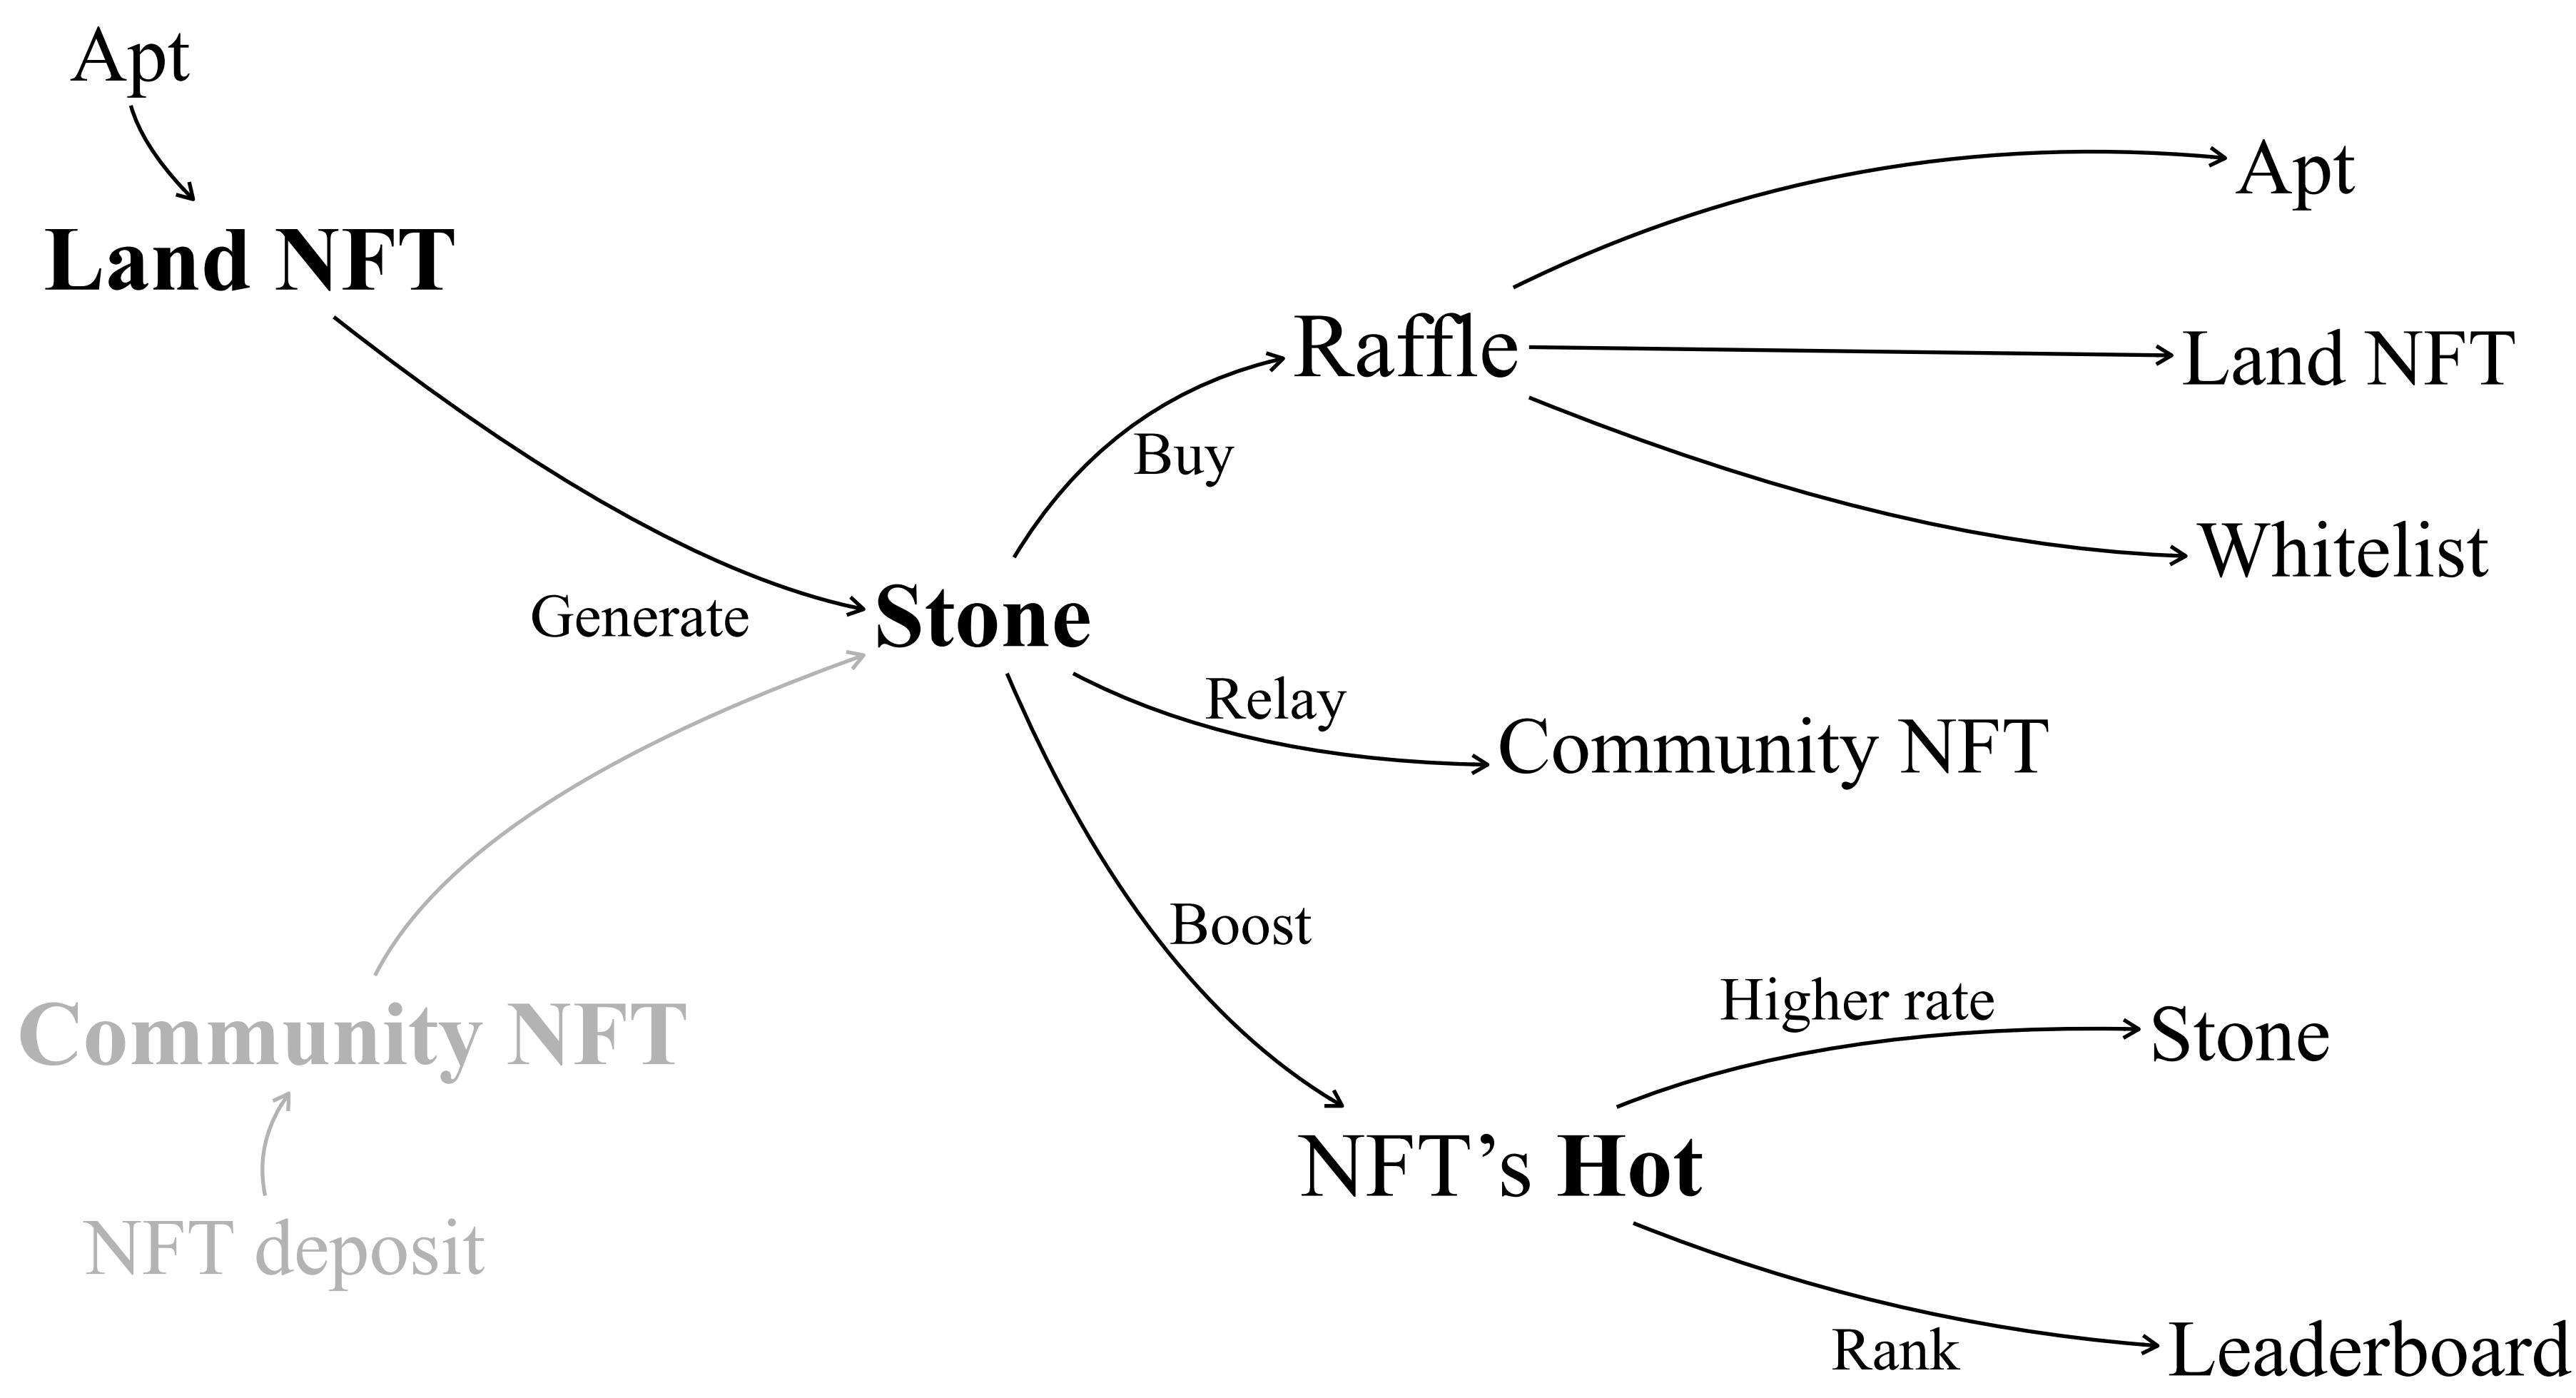 Apt
Land NFT
Generate
Stone
Community NFT
NFT deposit
Buy
Raffle
Apt
Land NFT
Whitelist
Relay
Community NFT
Boost
NFT’s Hot
Higher rate
Stone
Rank
Leaderboard